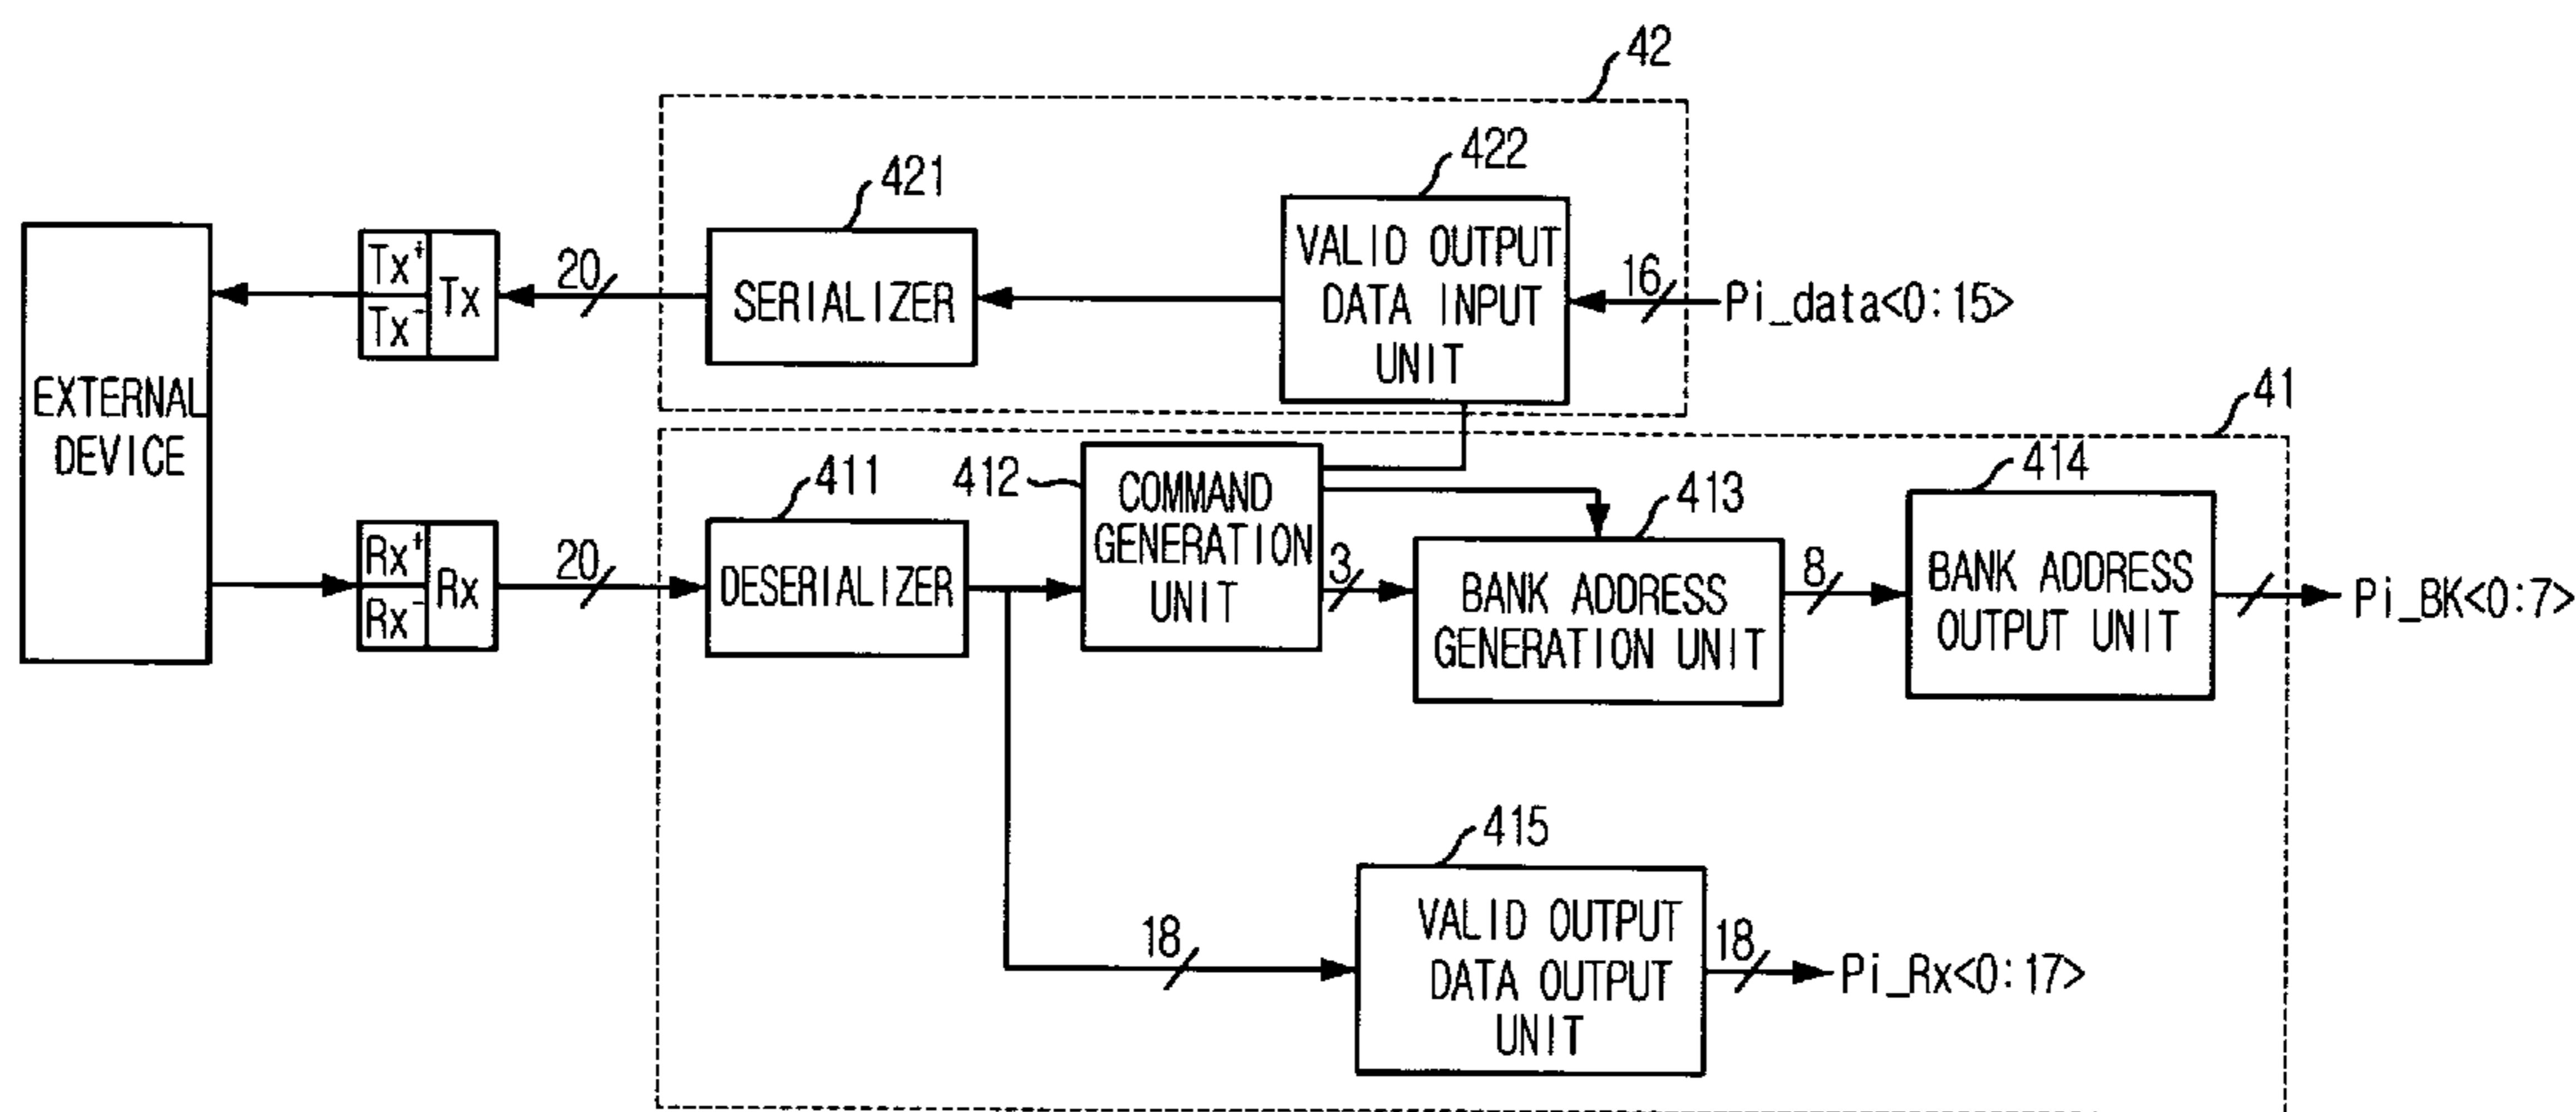 42
421
422
EXTERNAL
DEVICE
Tx+
Tx-
Tx
20
SERIALIZER
VALID OUTPUT
DATA INPUT
UNIT
16
Pi_data<0:15>
41
Rx+
Rx-
Rx
20
411
DESERIALIZER
412
COMMAND
GENERATION
UNIT
3
413
BANK ADDRESS
GENERATION UNIT
8
414
BANK ADDRESS
OUTPUT UNIT
Pi_BK<0:7>
18
415
VALID OUTPUT
DATA OUTPUT
UNIT
18
Pi_Rx<0:17>